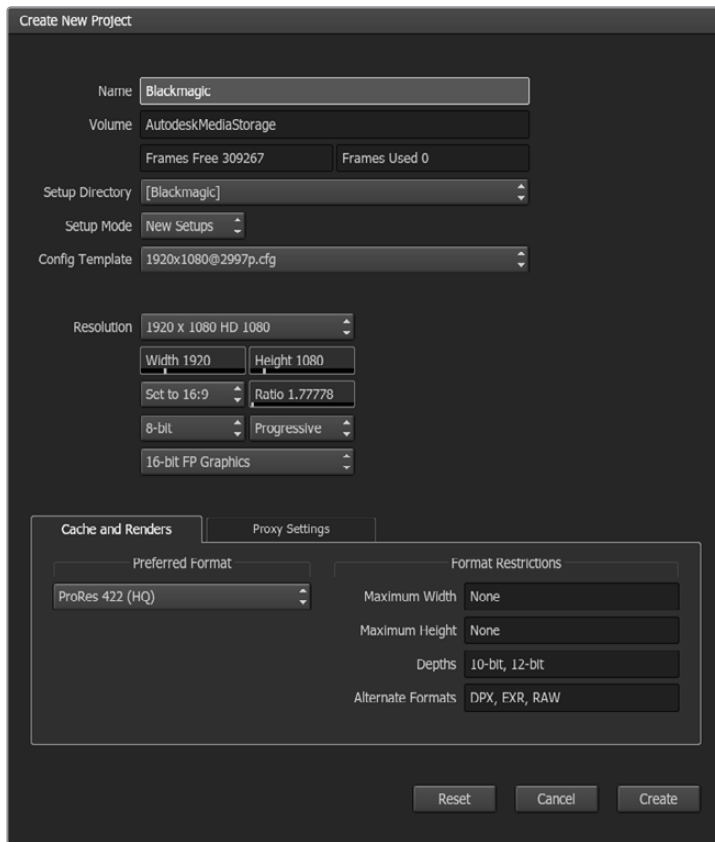 Create New Project
Name Blackmagic
Volume AutodeskMediaStorage
Frames Free 309267 Frames Used 0
Setup Directory [Blackmagic]
Setup Mode New Setups
Config Template 1920x1080@2997p.cfg
Resolution 1920 x 1080 HD 1080
Width 1920 Height 1080
Set to 16:9 Ratio 1.77778
8-bit Progressive
16-bit FP Graphics
Cache and Renders Proxy Settings
Preferred Format Format Restrictions
ProRes 422 (HQ) Maximum Width None
Maximum Height None
Depths 10-bit, 12-bit
Alternate Formats DPX, EXR, RAW
Reset Cancel Create